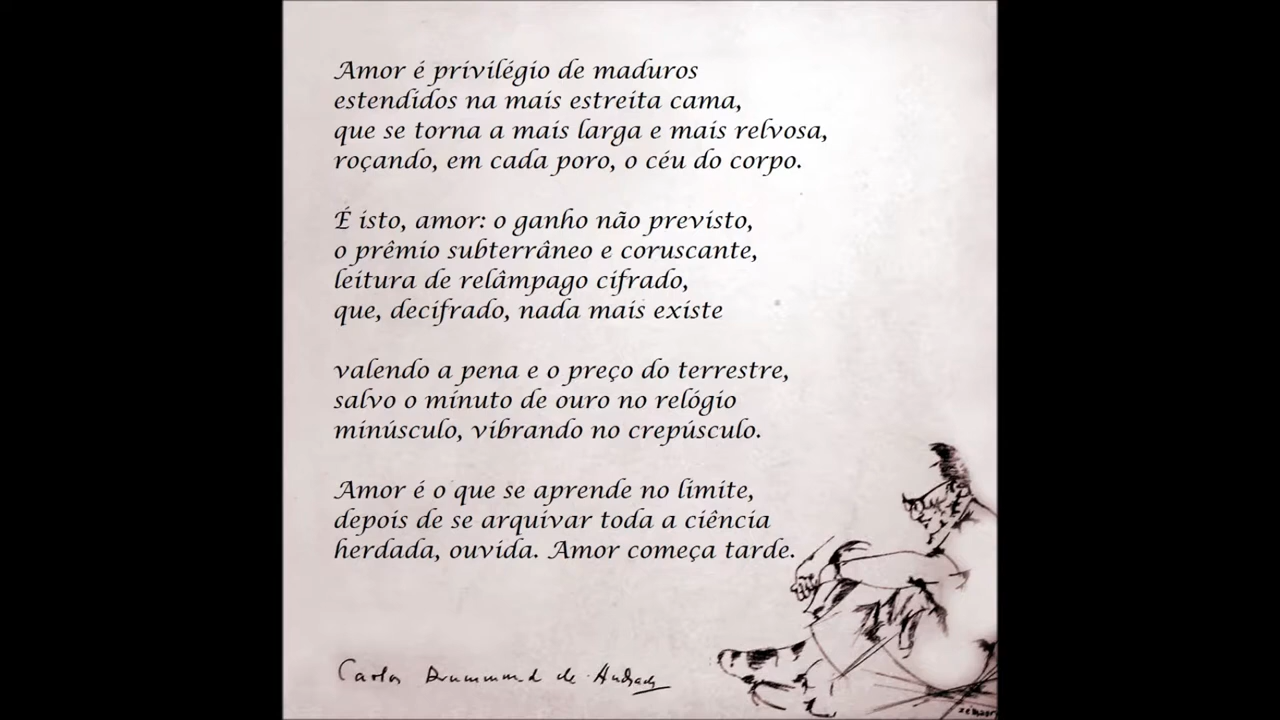 Amor é privilégio de maduros
estendidos na mais estreita cama,
que se torna a mais larga e mais relvosa,
roçando, em cada poro, o céu do corpo.
É isto, amor: o ganho não previsto,
o prêmio subterrâneo e coruscante,
leitura de relâmpago cifrado,
que, decifrado, nada mais existe
valendo a pena e o preço do terrestre,
salvo o minuto de ouro no relógio
minúsculo, vibrando no crepúsculo.
Amor é o que se aprende no limite,
depois de se arquivar toda a ciência
herdada, ouvida. Amor começa tarde.
Carlos Drummond de Andrade